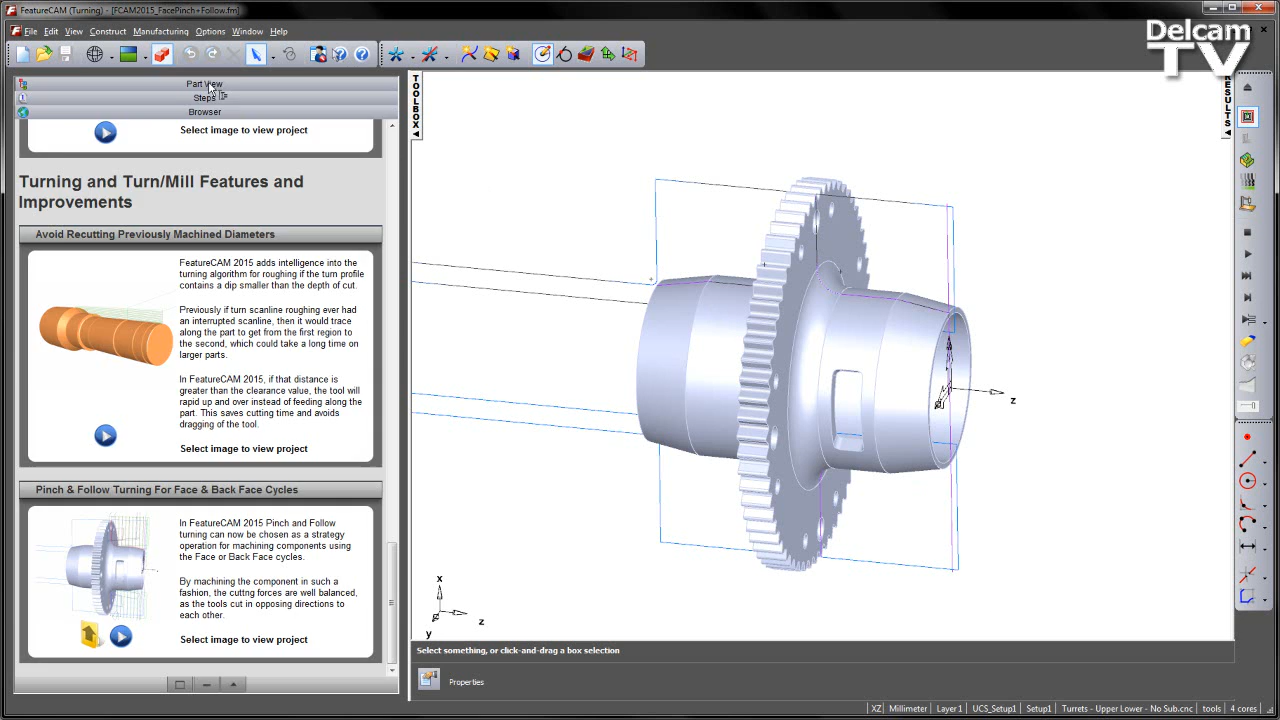 FeatureCAM (Turning) - [FCAM2015_FacePinch+Follow.fm]
File Edit View Construct Manufacturing Options Window Help
Delcam
TV
Part View
Steps
Browser
TOOLBOX
RESULTS
Select image to view project
Turning and Turn/Mill Features and
Improvements
Avoid Recutting Previously Machined Diameters
FeatureCAM 2015 adds intelligence into the
turning algorithm for roughing if the turn profile
contains a dip smaller than the depth of cut.
Previously if turn scanline roughing ever had
an interrupted scanline, then it would trace
along the part to get from the first region to
the second, which could take a long time on
larger parts.
In FeatureCAM 2015, if that distance is
greater than the clearance value, the tool will
rapid up and over instead of feeding along the
part. This saves cutting time and avoids
dragging of the tool.
Select image to view project
Pinch & Follow Turning For Face & Back Face Cycles
In FeatureCAM 2015 Pinch and Follow
turning can now be chosen as a strategy
operation for machining components using
the Face or Back Face cycles.
By machining the component in such a
fashion, the cuttng forces are well balanced,
as the tools cut in opposing directions to
each other.
Select image to view project
z
x
z
y
Select something, or click-and-drag a box selection
Properties
XZ Millimeter Layer1 UCS_Setup1 Setup1 Turrets - Upper Lower - No Sub.cnc tools 4 cores